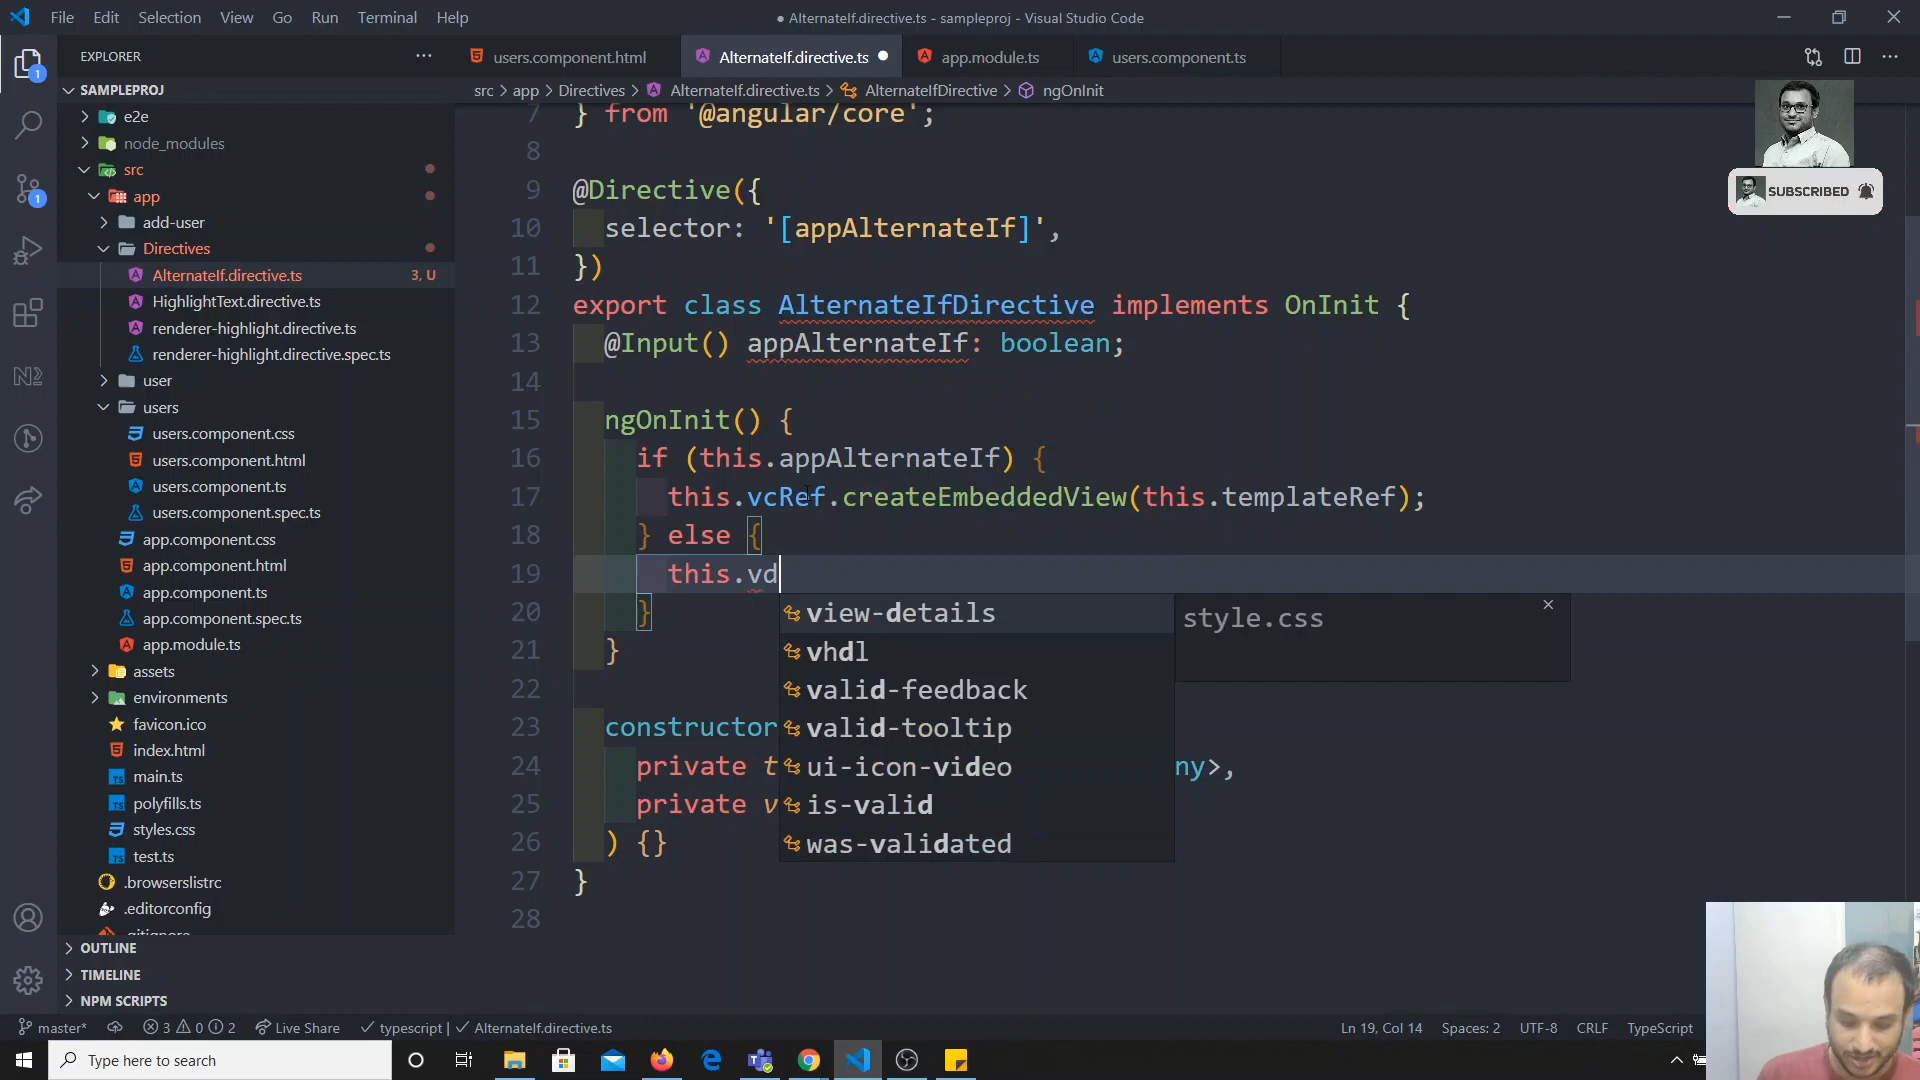 File Edit Selection View Go Run Terminal Help
● AlternateIf.directive.ts - sampleproj - Visual Studio Code
EXPLORER
users.component.html
AlternateIf.directive.ts
app.module.ts
users.component.ts
src > app > Directives > AlternateIf.directive.ts > AlternateIfDirective > ngOnInit
SAMPLEPROJ
e2e
node_modules
src
app
add-user
Directives
AlternateIf.directive.ts 3, U
HighlightText.directive.ts
renderer-highlight.directive.ts
renderer-highlight.directive.spec.ts
user
users
users.component.css
users.component.html
users.component.ts
users.component.spec.ts
app.component.css
app.component.html
app.component.ts
app.component.spec.ts
app.module.ts
assets
environments
favicon.ico
index.html
main.ts
polyfills.ts
styles.css
test.ts
.browserslistrc
.editorconfig
.gitignore
OUTLINE
TIMELINE
NPM SCRIPTS
1
1
7 } from '@angular/core';
8
9 @Directive({
10 selector: '[appAlternateIf]',
11 })
12 export class AlternateIfDirective implements OnInit {
13 @Input() appAlternateIf: boolean;
14
15 ngOnInit() {
16 if (this.appAlternateIf) {
17 this.vcRef.createEmbeddedView(this.templateRef);
18 } else {
19 this.vd
20 }
21 }
22
23 constructor
24 private t ny>,
25 private v
26 ) {}
27 }
28
view-details
vhdl
valid-feedback
valid-tooltip
ui-icon-video
is-valid
was-validated
style.css
SUBSCRIBED
master* 3 0 2 Live Share typescript | AlternateIf.directive.ts
Ln 19, Col 14 Spaces: 2 UTF-8 CRLF TypeScript
Type here to search